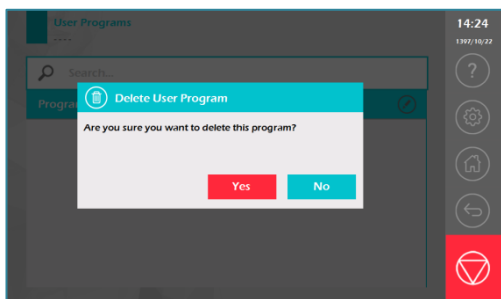 User Programs
----
14:24
1397/10/22
Search...
Delete User Program
Are you sure you want to delete this program?
Yes
No